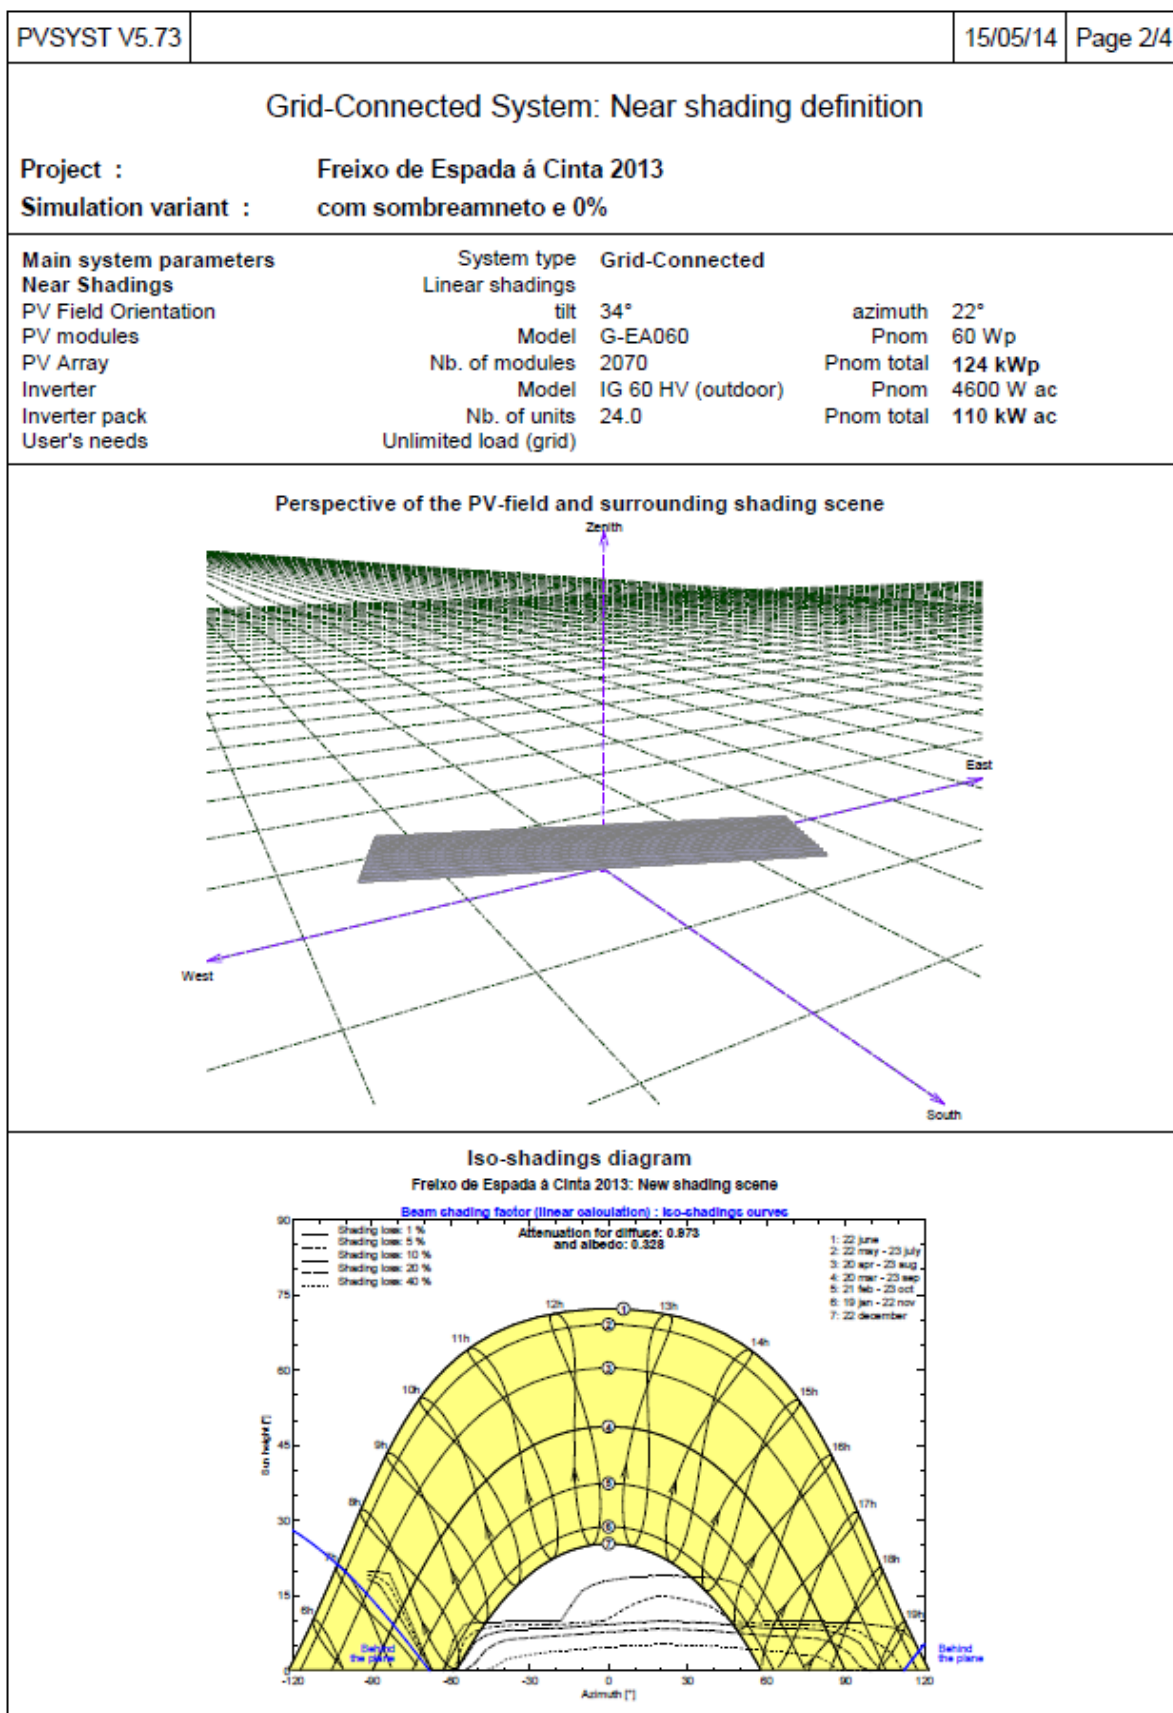 PVSYST V5.73 15/05/14 Page 2/4
Grid-Connected System: Near shading definition
Project : Freixo de Espada á Cinta 2013
Simulation variant : com sombreamneto e 0%
Main system parameters System type Grid-Connected
Near Shadings Linear shadings
PV Field Orientation tilt 34° azimuth 22°
PV modules Model G-EA060 Pnom 60 Wp
PV Array Nb. of modules 2070 Pnom total 124 kWp
Inverter Model IG 60 HV (outdoor) Pnom 4600 W ac
Inverter pack Nb. of units 24.0 Pnom total 110 kW ac
User's needs Unlimited load (grid)
Perspective of the PV-field and surrounding shading scene
Zenith
East
West
South
Iso-shadings diagram
Freixo de Espada á Cinta 2013: New shading scene
Beam shading factor (linear calculation) : Iso-shadings curves
Attenuation for diffuse: 0.973
and albedo: 0.328
Shading loss: 1 %
Shading loss: 5 %
Shading loss: 10 %
Shading loss: 20 %
Shading loss: 40 %
1: 22 june
2: 22 may - 23 july
3: 20 apr - 23 aug
4: 20 mar - 23 sep
5: 21 feb - 23 oct
6: 19 jan - 22 nov
7: 22 december
90
75
60
45
30
15
0
Sun height [°]
6h
7h
8h
9h
10h
11h
12h
13h
14h
15h
16h
17h
18h
19h
1
2
3
4
5
6
7
Behind
the plane
Behind
the plane
-120 -90 -60 -30 0 30 60 90 120
Azimuth [°]